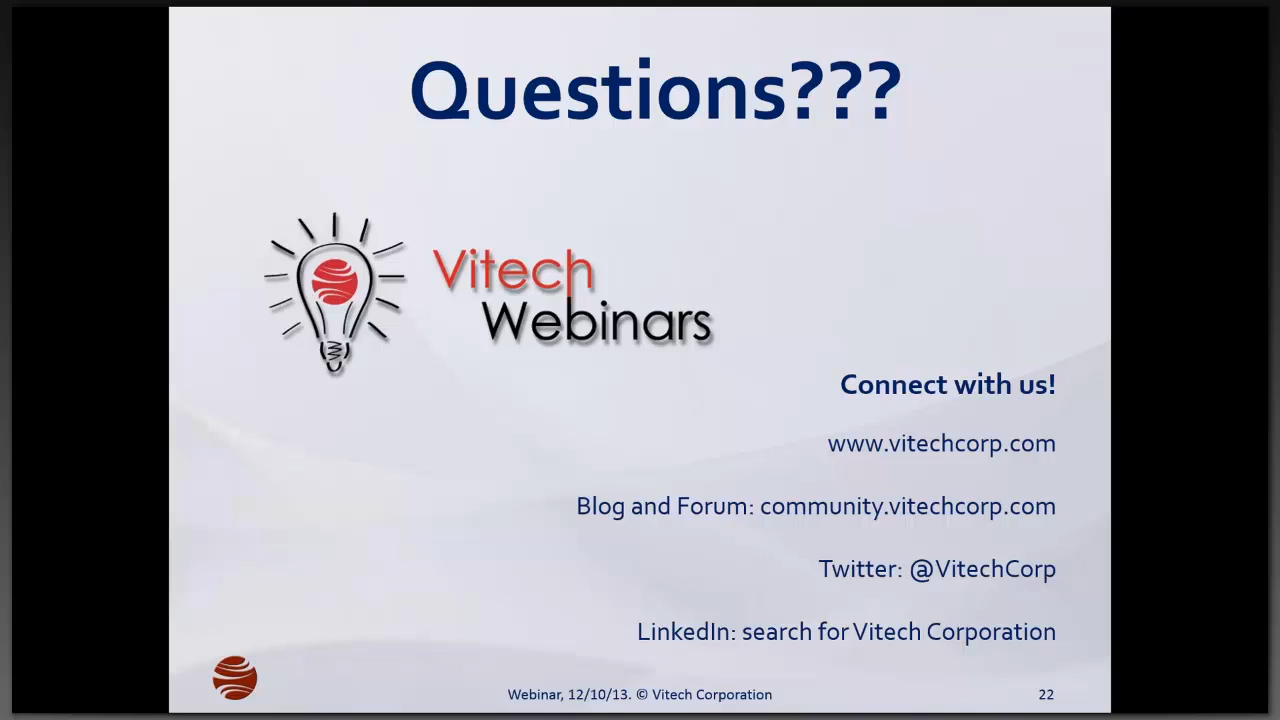 Questions???
Vitech
Webinars
Connect with us!
www.vitechcorp.com
Blog and Forum: community.vitechcorp.com
Twitter: @VitechCorp
LinkedIn: search for Vitech Corporation
Webinar, 12/10/13. © Vitech Corporation
22